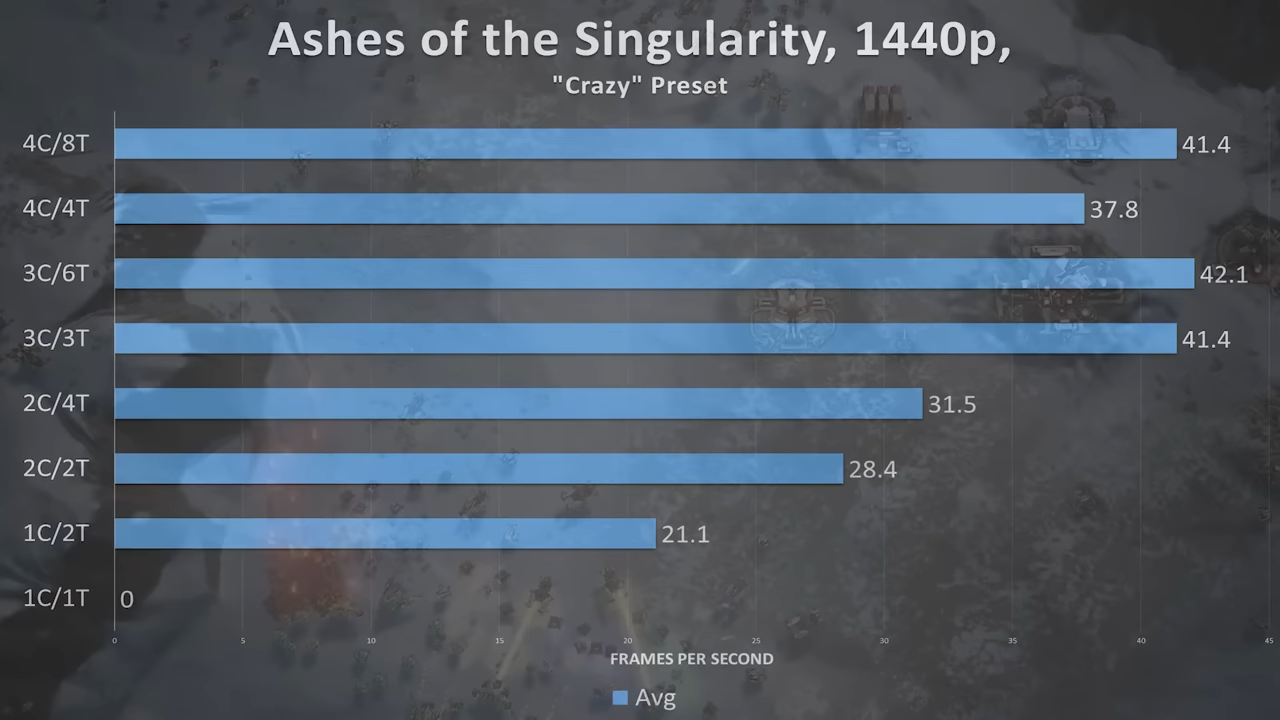 Ashes of the Singularity, 1440p,
"Crazy" Preset
4C/8T 41.4
4C/4T 37.8
3C/6T 42.1
3C/3T 41.4
2C/4T 31.5
2C/2T 28.4
1C/2T 21.1
1C/1T 0
0 5 10 15 20 25 30 35 40 45
FRAMES PER SECOND
Avg